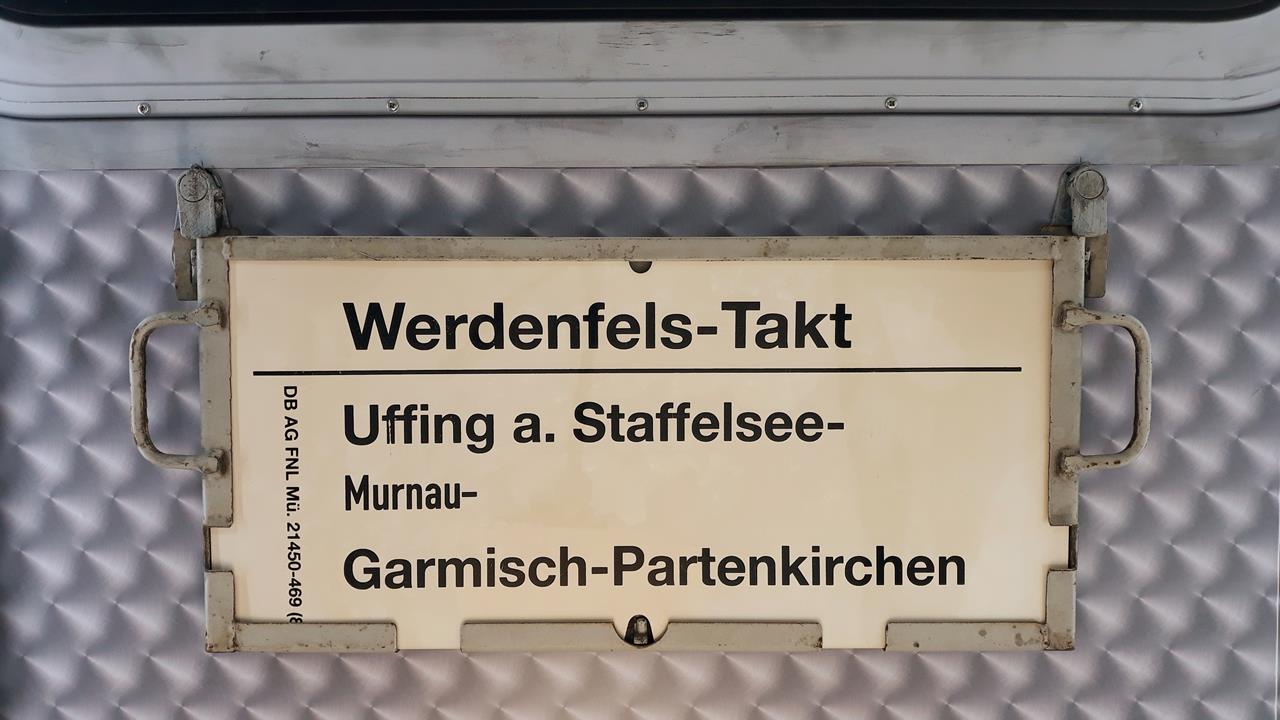 Werdenfels-Takt
Uffing a. Staffelsee-
Murnau-
Garmisch-Partenkirchen
DB AG FNL Mü. 21450-469